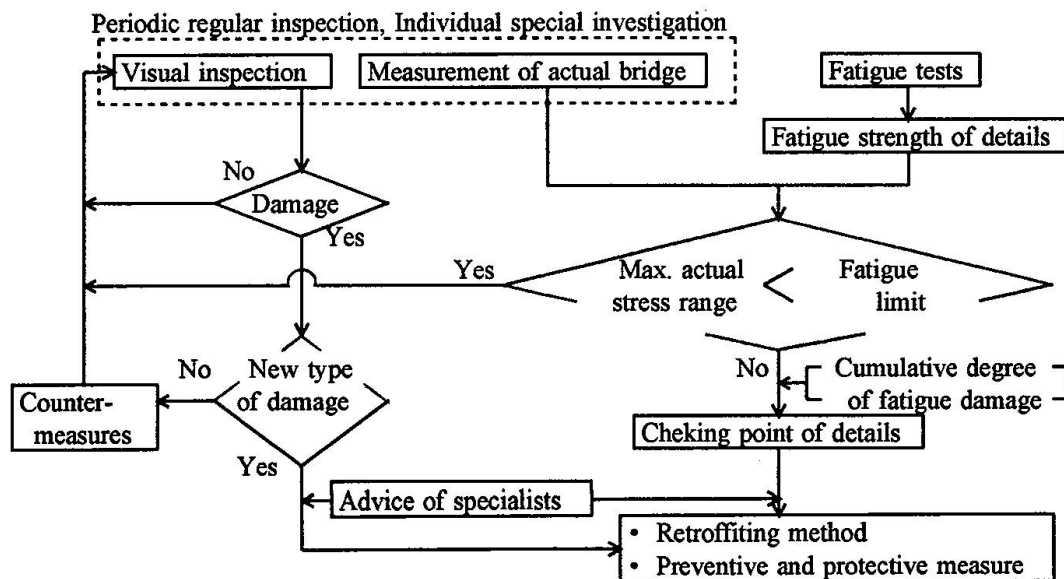 Periodic regular inspection, Individual special investigation
Visual inspection
Measurement of actual bridge
Fatigue tests
Fatigue strength of details
No
Damage
Yes
Yes
Max. actual
stress range
<
Fatigue
limit
No
New type
of damage
Counter-
measures
No
Cumulative degree
of fatigue damage
Cheking point of details
Yes
Advice of specialists
• Retroffiting method
• Preventive and protective measure